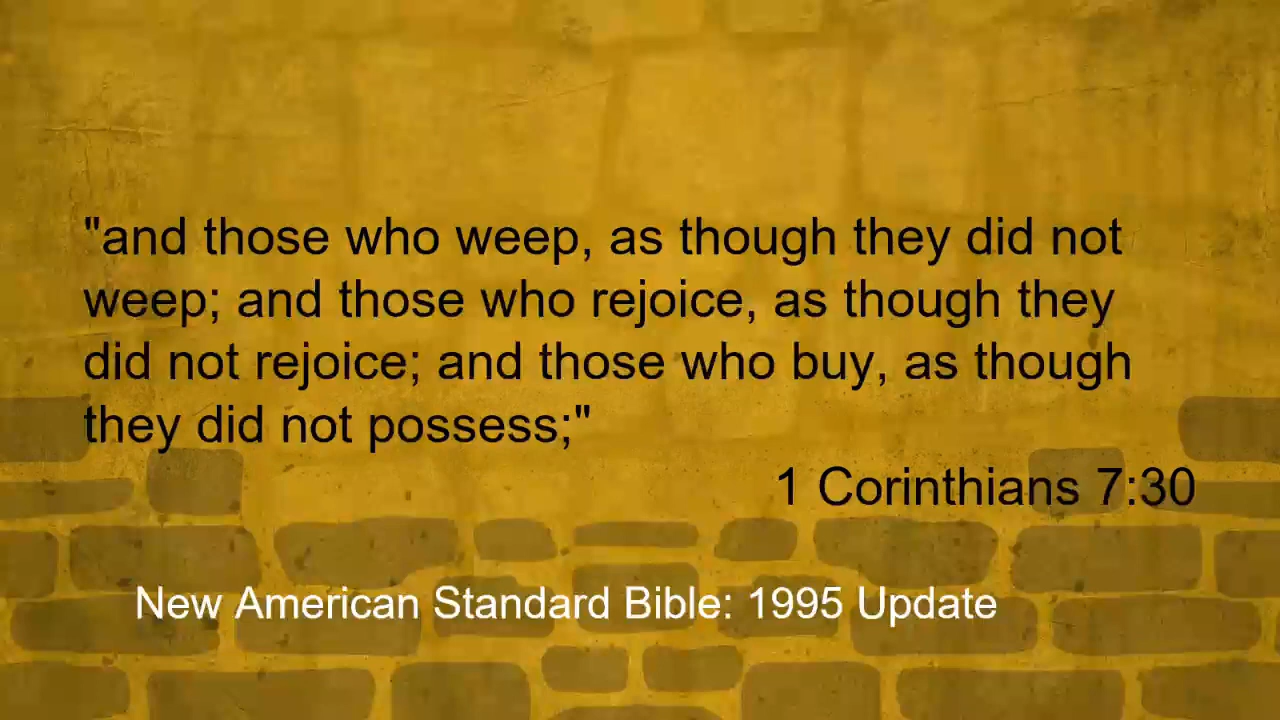 "and those who weep, as though they did not
weep; and those who rejoice, as though they
did not rejoice; and those who buy, as though
they did not possess;"
1 Corinthians 7:30
New American Standard Bible: 1995 Update